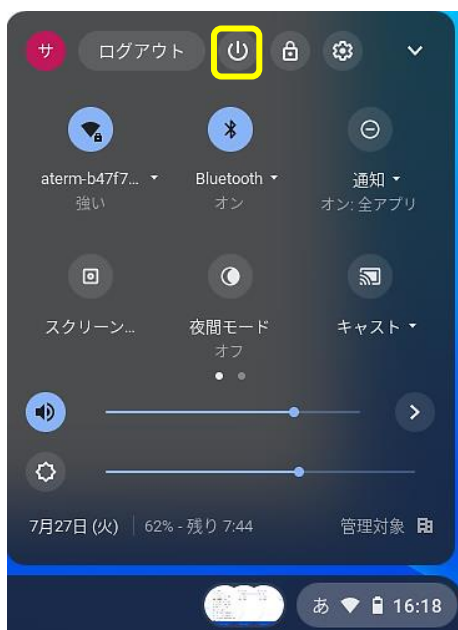 サ ログアウト
aterm-b47f7... Bluetooth 通知
強い オン オン: 全アプリ
スクリーン... 夜間モード キャスト
オフ
7月27日 (火) 62% - 残り 7:44 管理対象
あ 16:18